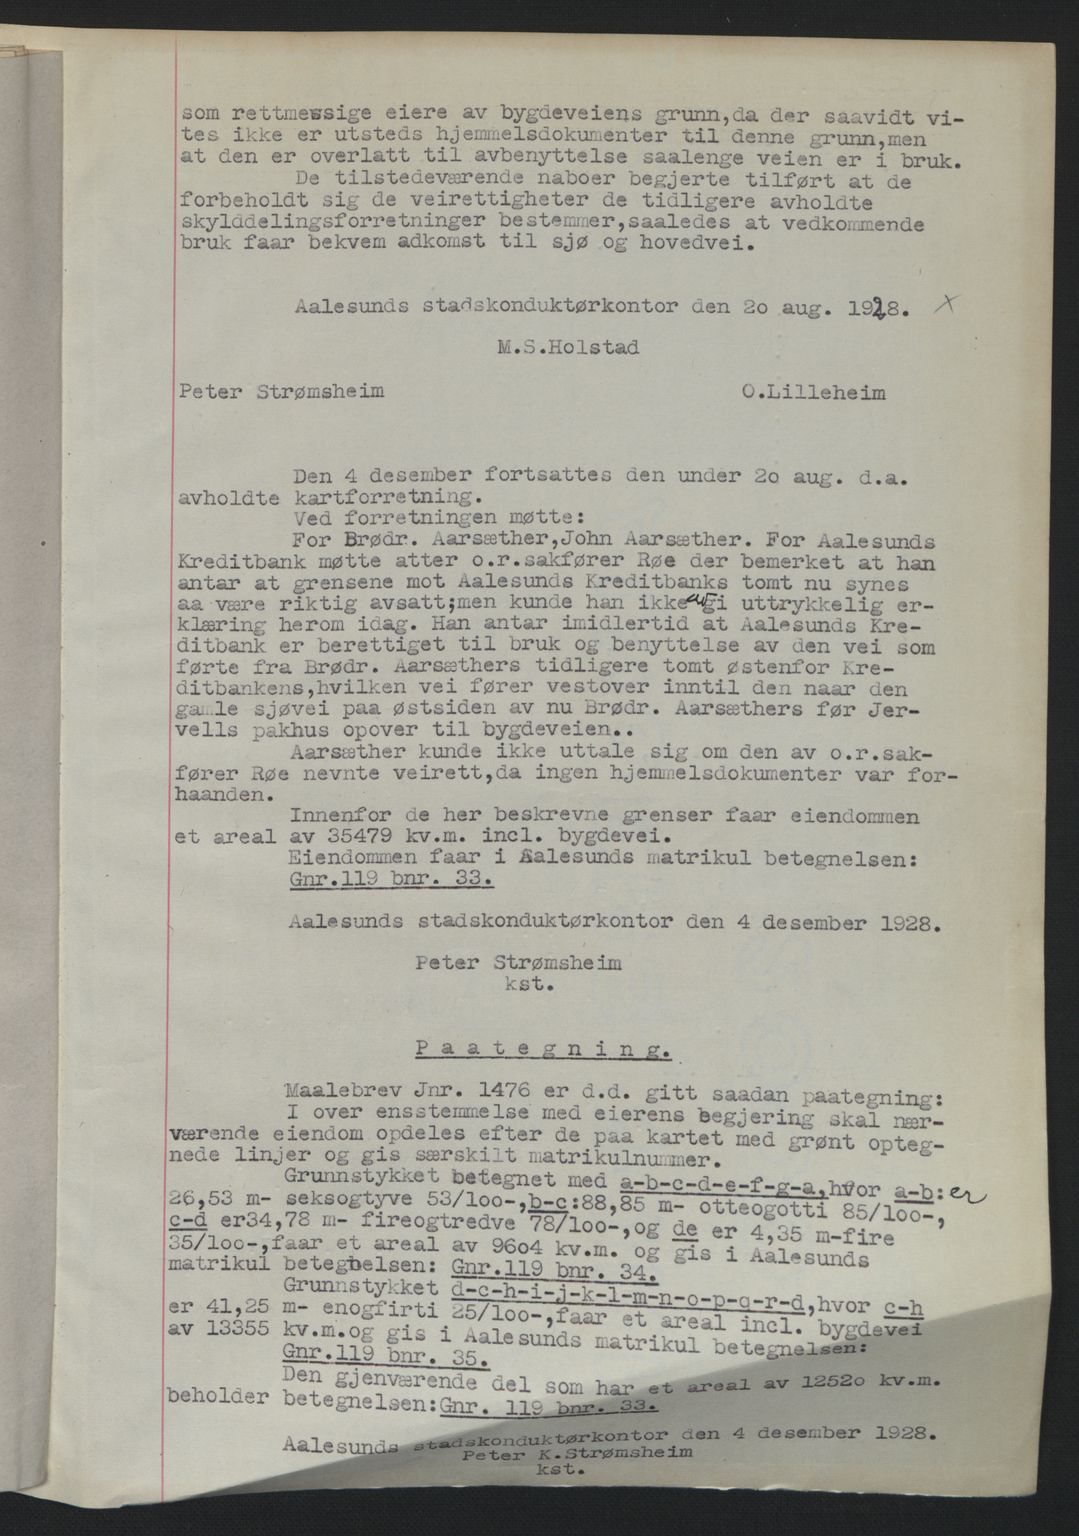 som rettmessige eiere av bygdeveiens grunn,da der saavidt vi-
tes ikke er utsteds hjemmelsdokumenter til denne grunn,men
at den er overlatt til avbenyttelse saalenge veien er i bruk.
De tilstedeværende naboer begjerte tilført at de
forbeholdt sig de veirettigheter de tidligere avholdte
skylddelingsforretninger bestemmer,saaledes at vedkommende
bruk faar bekvem adkomst til sjø og hovedvei.
Aalesunds stadskonduktørkontor den 2o aug. 1928. X
M.S.Holstad
Peter Strømsheim O.Lilleheim
Den 4 desember fortsattes den under 2o aug. d.a.
avholdte kartforretning.
Ved forretningen møtte:
For Brødr. Aarsæther,John Aarsæther. For Aalesunds
Kreditbank møtte atter o.r.sakfører Røe der bemerket at han
antar at grensene mot Aalesunds Kreditbanks tomt nu synes
aa være riktig avsatt;men kunde han ikke avgi uttrykkelig er-
klæring herom idag. Han antar imidlertid at Aalesunds Kre-
ditbank er berettiget til bruk og benyttelse av den vei som
førte fra Brødr. Aarsæthers tidligere tomt østenfor Kre-
ditbankens,hvilken vei fører vestover inntil den naar den
gamle sjøvei paa østsiden av nu Brødr. Aarsæthers før Jer-
vells pakhus opover til bygdeveien..
Aarsæther kunde ikke uttale sig om den av o.r.sak-
fører Røe nevnte veirett,da ingen hjemmelsdokumenter var for-
haanden.
Innenfor de her beskrevne grenser faar eiendommen
et areal av 35479 kv.m. incl. bygdevei.
Eiendommen faar i Aalesunds matrikul betegnelsen:
Gnr.119 bnr. 33.
Aalesunds stadskonduktørkontor den 4 desember 1928.
Peter Strømsheim
kst.
Paategning.
Maalebrev Jnr. 1476 er d.d. gitt saadan paategning:
I over ensstemmelse med eierens begjering skal nær-
værende eiendom opdeles efter de paa kartet med grønt opteg-
nede linjer og gis særskilt matrikulnummer.
Grunnstykket betegnet med a-b-c-d-e-f-g-a,hvor a-b: er
26,53 m- seksogtyve 53/1oo-,b-c:88,85 m- otteogotti 85/1oo-,
c-d er34,78 m- fireogtredve 78/1oo-,og de er 4,35 m-fire
35/1oo-,faar et areal av 96o4 kv.m. og gis i Aalesunds
matrikul betegnelsen: Gnr.119 bnr. 34.
Grunnstykket d-c-h-i-j-k-l-m-n-o-p-q-r-d,hvor c-h
er 41,25 m- enogfirti 25/1oo-,faar et areal incl. bygdevei
av 13355 kv.m.og gis i Aalesunds matrikul betegnelsen:
Gnr.119 bnr. 35.
Den gjenværende del som har et areal av 1252o kv.m.
beholder betegnelsen:Gnr. 119 bnr. 33.
Aalesunds stadskonduktørkontor den 4 desember 1928.
Peter K.Strømsheim
kst.